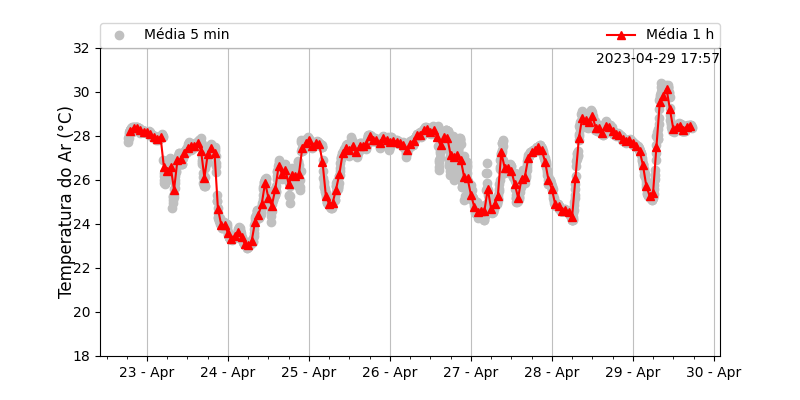 Média 5 min
Média 1 h
2023-04-29 17:57
Temperatura do Ar (°C)
32
30
28
26
24
22
20
18
23 - Apr
24 - Apr
25 - Apr
26 - Apr
27 - Apr
28 - Apr
29 - Apr
30 - Apr